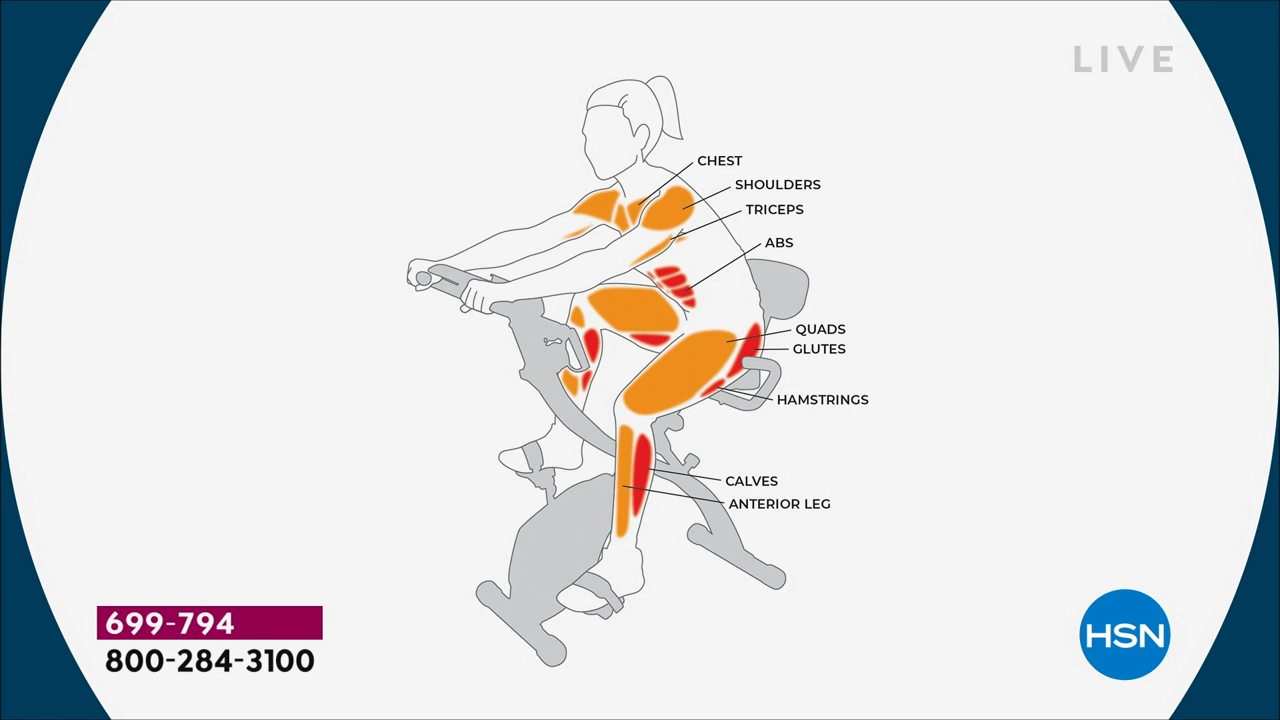 LIVE
CHEST
SHOULDERS
TRICEPS
ABS
QUADS
GLUTES
HAMSTRINGS
CALVES
ANTERIOR LEG
699-794
800-284-3100
HSN